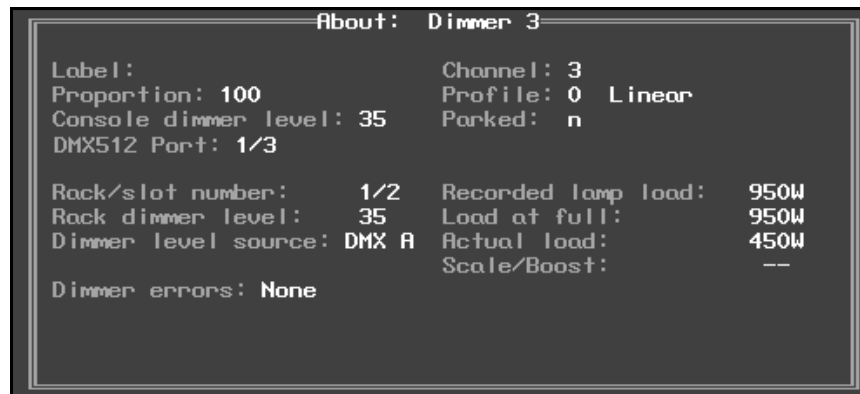 About: Dimmer 3
Label: Channel: 3
Proportion: 100 Profile: 0 Linear
Console dimmer level: 35 Parked: n
DMX512 Port: 1/3
Rack/slot number: 1/2 Recorded lamp load: 950W
Rack dimmer level: 35 Load at full: 950W
Dimmer level source: DMX A Actual load: 450W
Scale/Boost: --
Dimmer errors: None